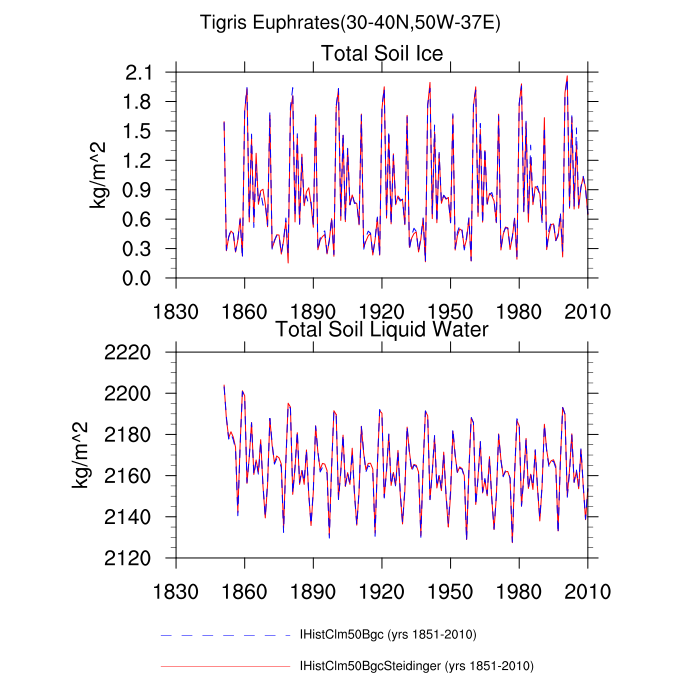 Tigris Euphrates(30-40N,50W-37E)
Total Soil Ice
2.1
1.8
1.5
1.2
0.9
0.6
0.3
0.0
kg/m^2
1830 1860 1890 1920 1950 1980 2010
Total Soil Liquid Water
2220
2200
2180
2160
2140
2120
kg/m^2
1830 1860 1890 1920 1950 1980 2010
IHistClm50Bgc (yrs 1851-2010)
IHistClm50BgcSteidinger (yrs 1851-2010)